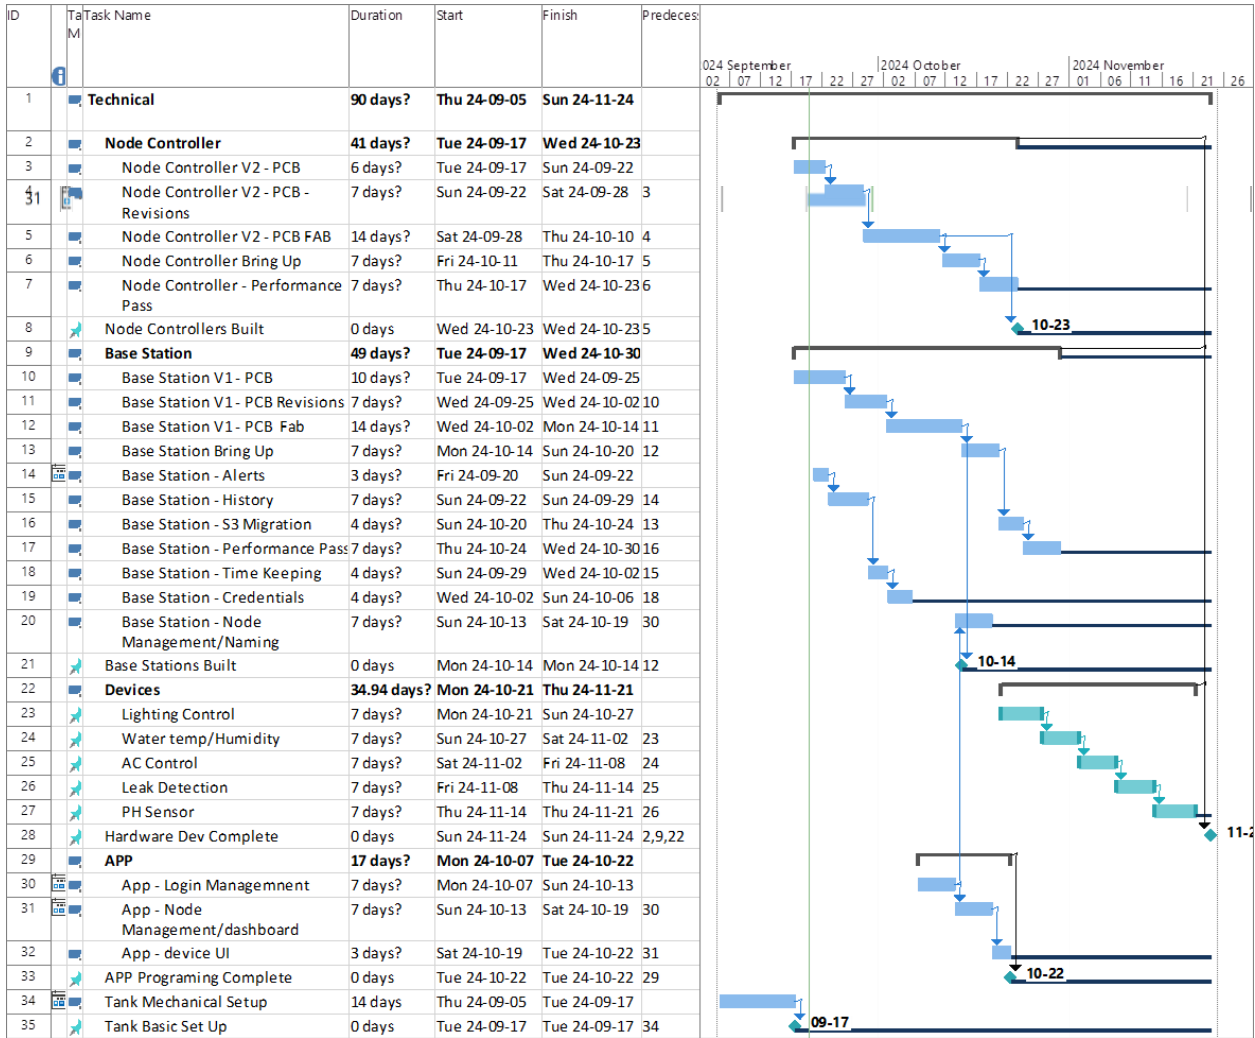 ID Ta Task Name Duration Start Finish Predeces
M
024 September 2024 October 2024 November
02 07 12 17 22 27 02 07 12 17 22 27 01 06 11 16 21 26
1 Technical 90 days? Thu 24-09-05 Sun 24-11-24
2 Node Controller 41 days? Tue 24-09-17 Wed 24-10-23
3 Node Controller V2 - PCB 6 days? Tue 24-09-17 Sun 24-09-22
4 Node Controller V2 - PCB - 7 days? Sun 24-09-22 Sat 24-09-28 3
31 Revisions
5 Node Controller V2 - PCB FAB 14 days? Sat 24-09-28 Thu 24-10-10 4
6 Node Controller Bring Up 7 days? Fri 24-10-11 Thu 24-10-17 5
7 Node Controller - Performance 7 days? Thu 24-10-17 Wed 24-10-23 6
Pass
8 Node Controllers Built 0 days Wed 24-10-23 Wed 24-10-23 5 10-23
9 Base Station 49 days? Tue 24-09-17 Wed 24-10-30
10 Base Station V1 - PCB 10 days? Tue 24-09-17 Wed 24-09-25
11 Base Station V1 - PCB Revisions 7 days? Wed 24-09-25 Wed 24-10-02 10
12 Base Station V1 - PCB Fab 14 days? Wed 24-10-02 Mon 24-10-14 11
13 Base Station Bring Up 7 days? Mon 24-10-14 Sun 24-10-20 12
14 Base Station - Alerts 3 days? Fri 24-09-20 Sun 24-09-22
15 Base Station - History 7 days? Sun 24-09-22 Sun 24-09-29 14
16 Base Station - S3 Migration 4 days? Sun 24-10-20 Thu 24-10-24 13
17 Base Station - Performance Pass 7 days? Thu 24-10-24 Wed 24-10-30 16
18 Base Station - Time Keeping 4 days? Sun 24-09-29 Wed 24-10-02 15
19 Base Station - Credentials 4 days? Wed 24-10-02 Sun 24-10-06 18
20 Base Station - Node 7 days? Sun 24-10-13 Sat 24-10-19 30
Management/Naming
21 Base Stations Built 0 days Mon 24-10-14 Mon 24-10-14 12 10-14
22 Devices 34.94 days? Mon 24-10-21 Thu 24-11-21
23 Lighting Control 7 days? Mon 24-10-21 Sun 24-10-27
24 Water temp/Humidity 7 days? Sun 24-10-27 Sat 24-11-02 23
25 AC Control 7 days? Sat 24-11-02 Fri 24-11-08 24
26 Leak Detection 7 days? Fri 24-11-08 Thu 24-11-14 25
27 PH Sensor 7 days? Thu 24-11-14 Thu 24-11-21 26
28 Hardware Dev Complete 0 days Sun 24-11-24 Sun 24-11-24 2,9,22 11-2
29 APP 17 days? Mon 24-10-07 Tue 24-10-22
30 App - Login Managemnent 7 days? Mon 24-10-07 Sun 24-10-13
31 App - Node 7 days? Sun 24-10-13 Sat 24-10-19 30
Management/dashboard
32 App - device UI 3 days? Sat 24-10-19 Tue 24-10-22 31
33 APP Programing Complete 0 days Tue 24-10-22 Tue 24-10-22 29 10-22
34 Tank Mechanical Setup 14 days Thu 24-09-05 Tue 24-09-17
35 Tank Basic Set Up 0 days Tue 24-09-17 Tue 24-09-17 34 09-17